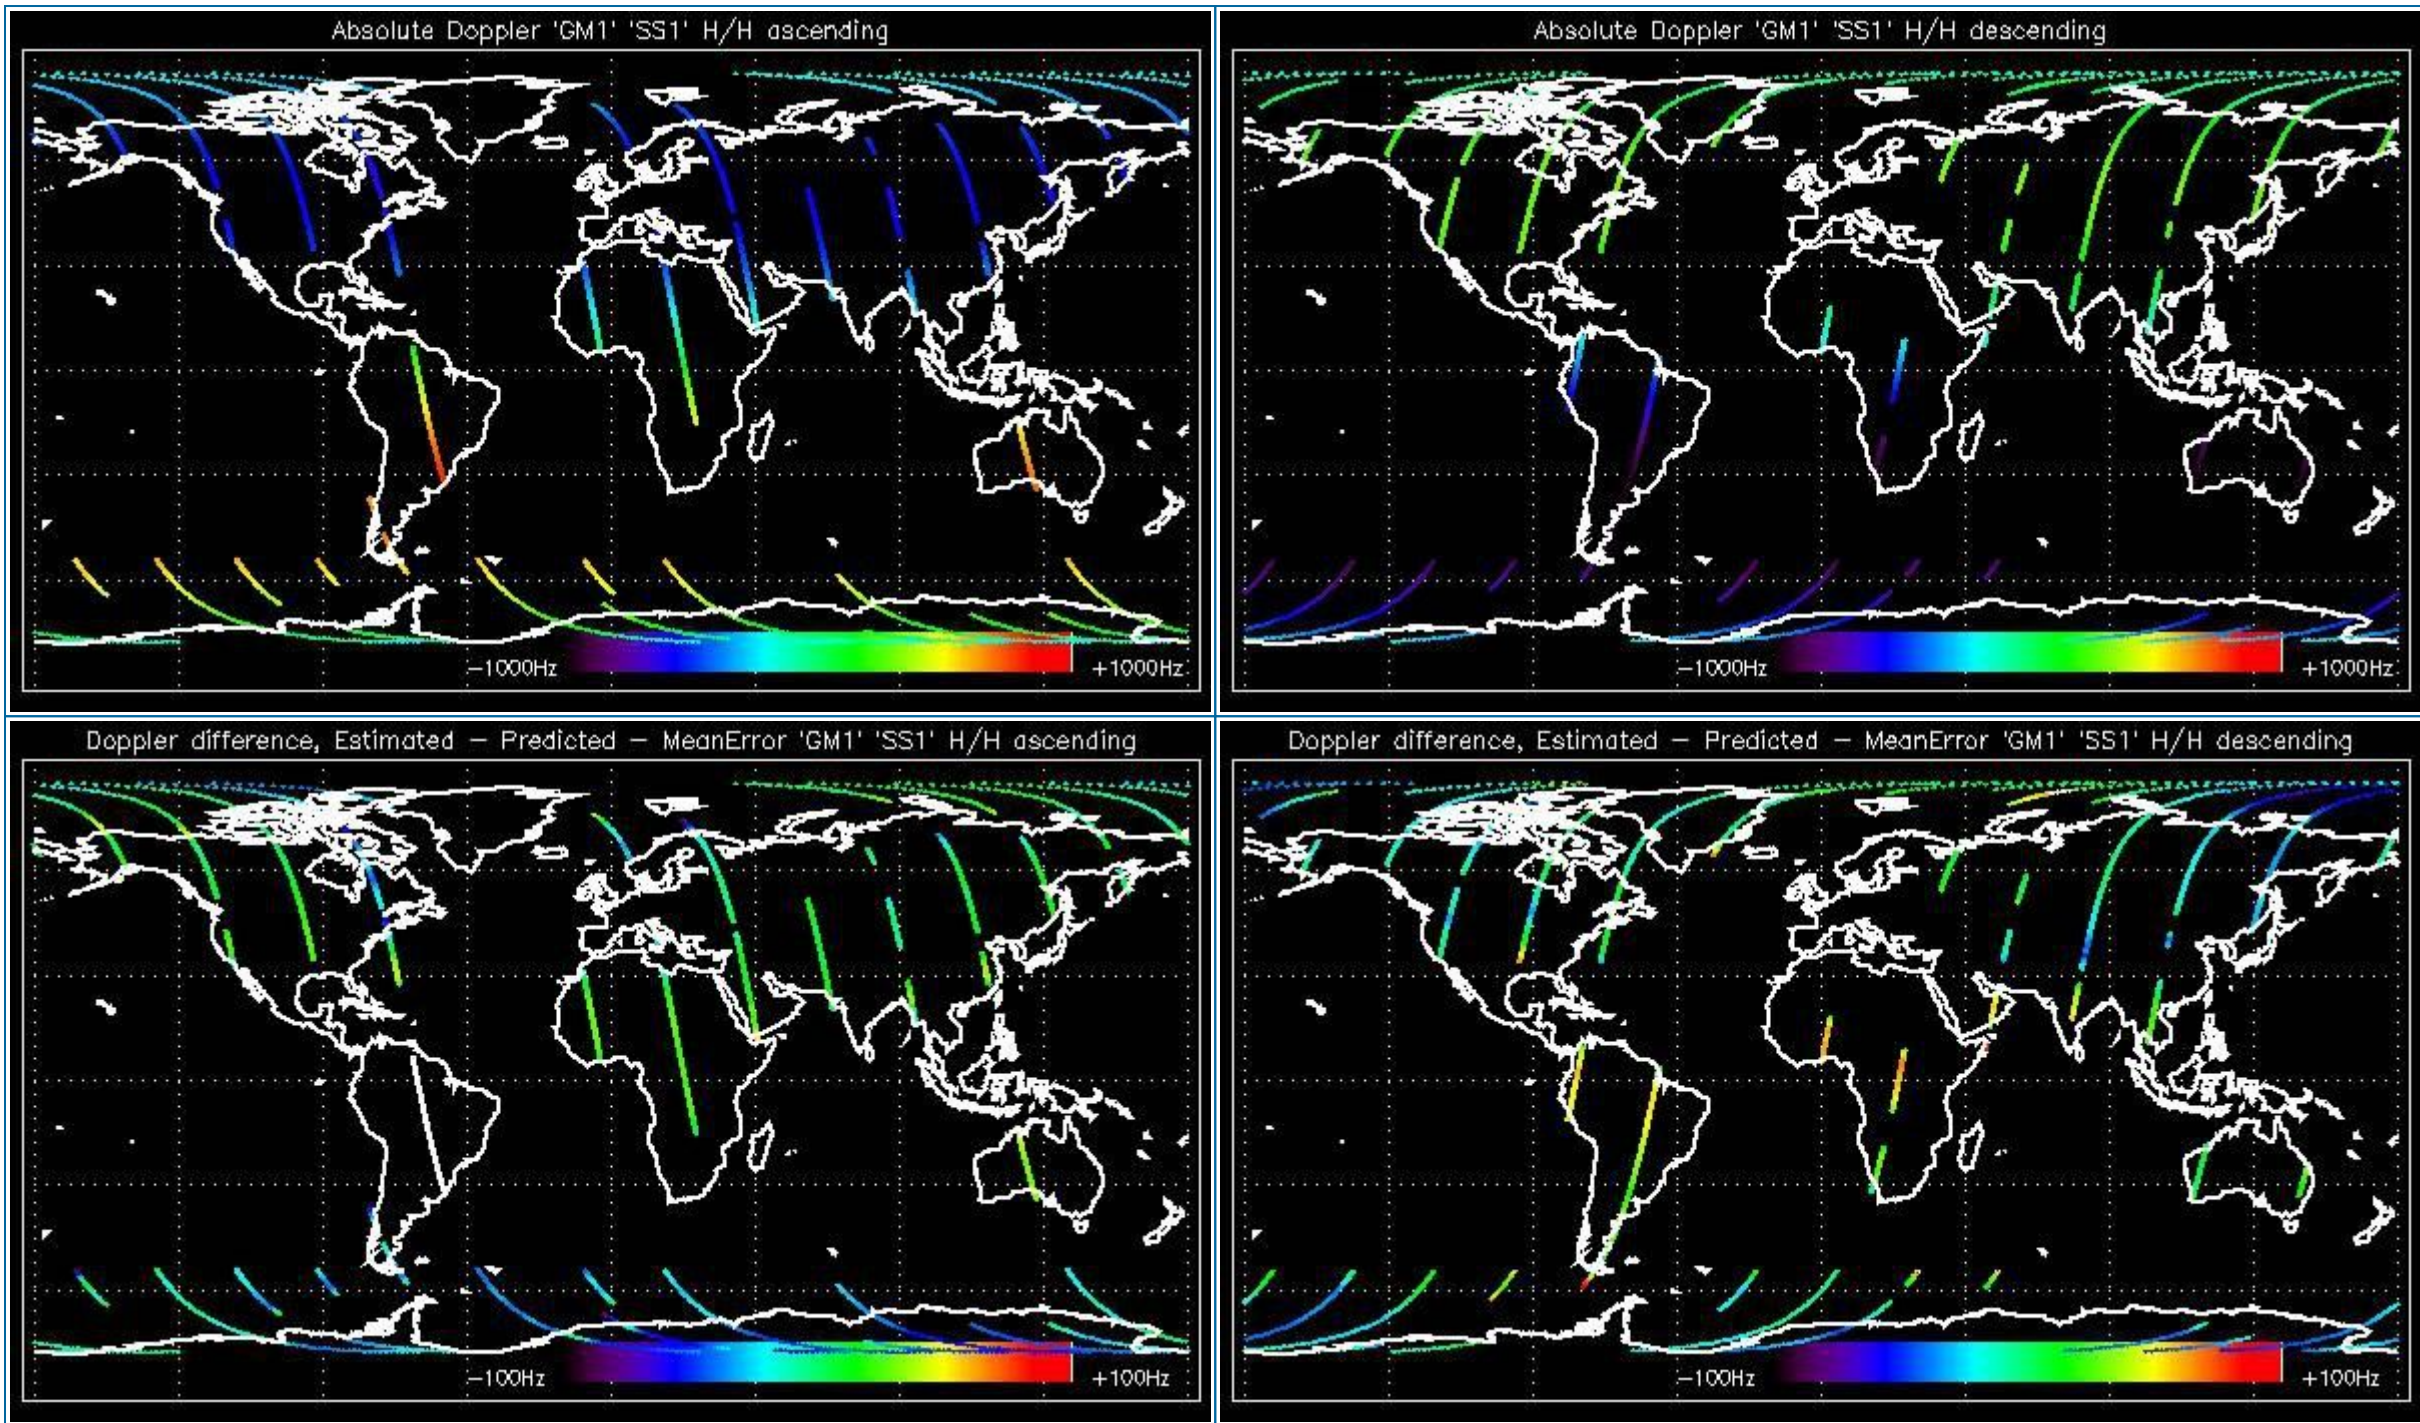 Absolute Doppler 'GM1' 'SS1' H/H ascending
-1000Hz
+1000Hz
Absolute Doppler 'GM1' 'SS1' H/H descending
-1000Hz
+1000Hz
Doppler difference, Estimated - Predicted - MeanError 'GM1' 'SS1' H/H ascending
-100Hz
+100Hz
Doppler difference, Estimated - Predicted - MeanError 'GM1' 'SS1' H/H descending
-100Hz
+100Hz